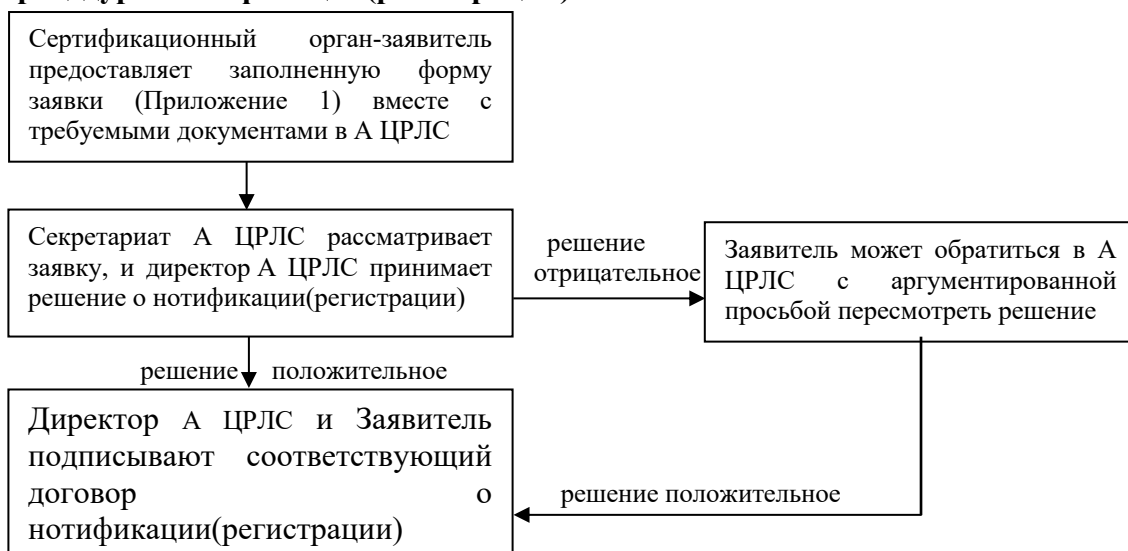 Сертификационный орган-заявитель
предоставляет заполненную форму
заявки (Приложение 1) вместе с
требуемыми документами в А ЦРЛС
Секретариат А ЦРЛС рассматривает
заявку, и директор А ЦРЛС принимает
решение о нотификации(регистрации)
решение
отрицательное
Заявитель может обратиться в А
ЦРЛС с аргументированной
просьбой пересмотреть решение
решение положительное
Директор А ЦРЛС и Заявитель
подписывают соответствующий
договор о
нотификации(регистрации)
решение положительное